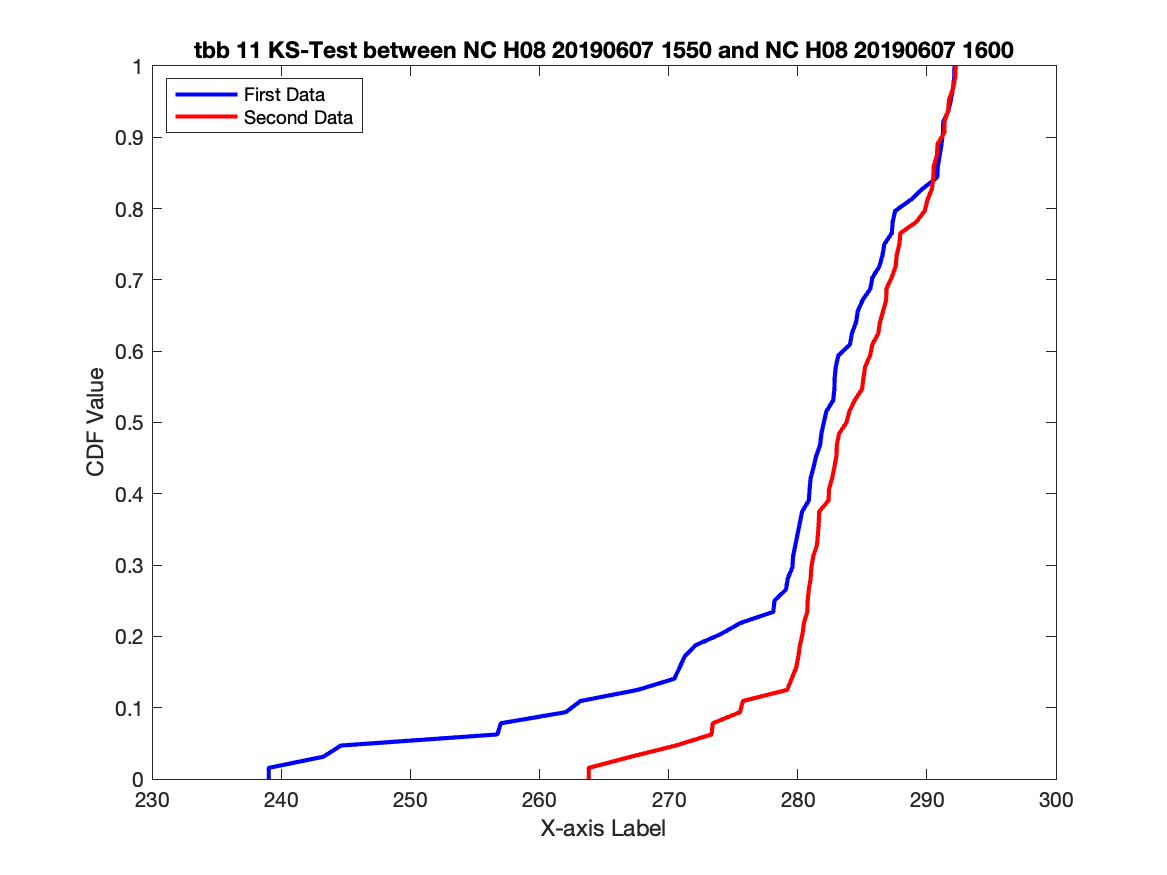 tbb 11 KS-Test between NC H08 20190607 1550 and NC H08 20190607 1600
First Data
Second Data
1
0.9
0.8
0.7
0.6
0.5
0.4
0.3
0.2
0.1
0
CDF Value
230 240 250 260 270 280 290 300
X-axis Label